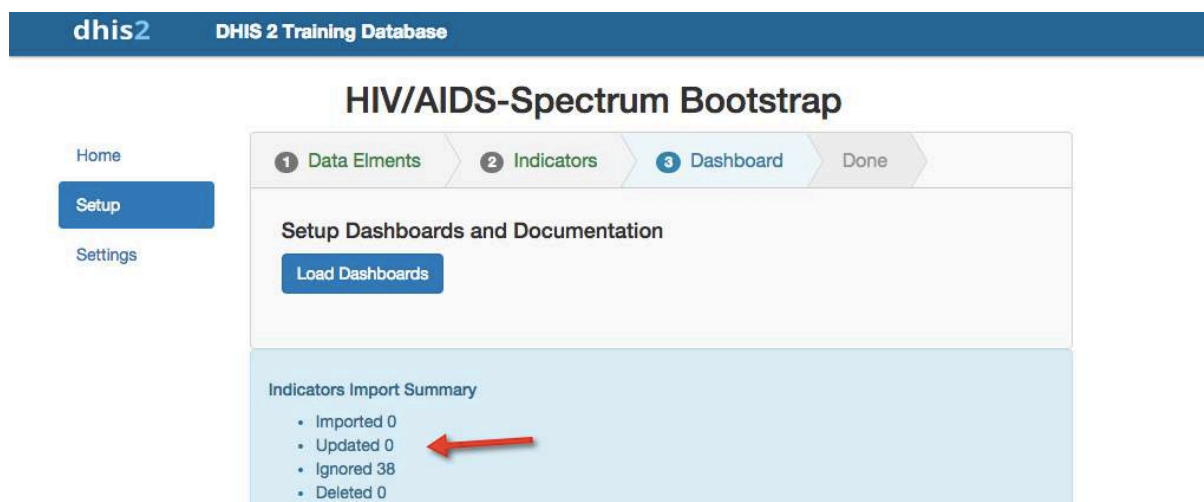 dhis2 DHIS 2 Training Database
HIV/AIDS-Spectrum Bootstrap
Home
Setup
Settings
1 Data Elments 2 Indicators 3 Dashboard Done
Setup Dashboards and Documentation
Load Dashboards
Indicators Import Summary
• Imported 0
• Updated 0
• Ignored 38
• Deleted 0